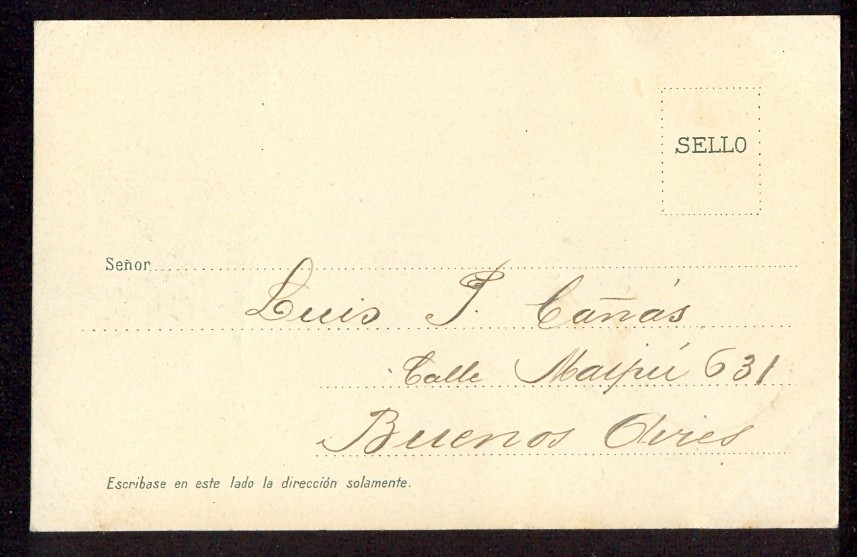 SELLO
Señor
Luis P. Cañás
Calle Maipú 631
Buenos Aires
Escríbase en este lado la dirección solamente.